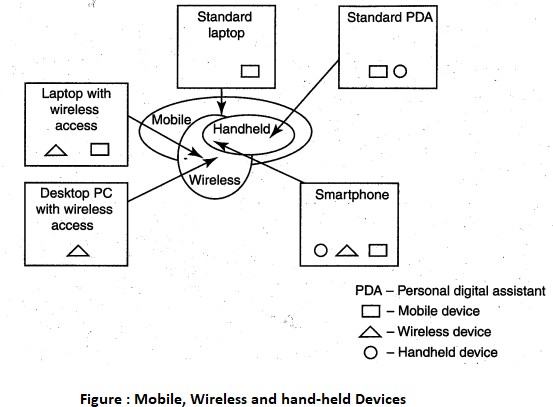 Standard
laptop
Standard PDA
Laptop with
wireless
access
Mobile
Handheld
Wireless
Desktop PC
with wireless
access
Smartphone
PDA – Personal digital assistant
– Mobile device
– Wireless device
– Handheld device
Figure : Mobile, Wireless and hand-held Devices